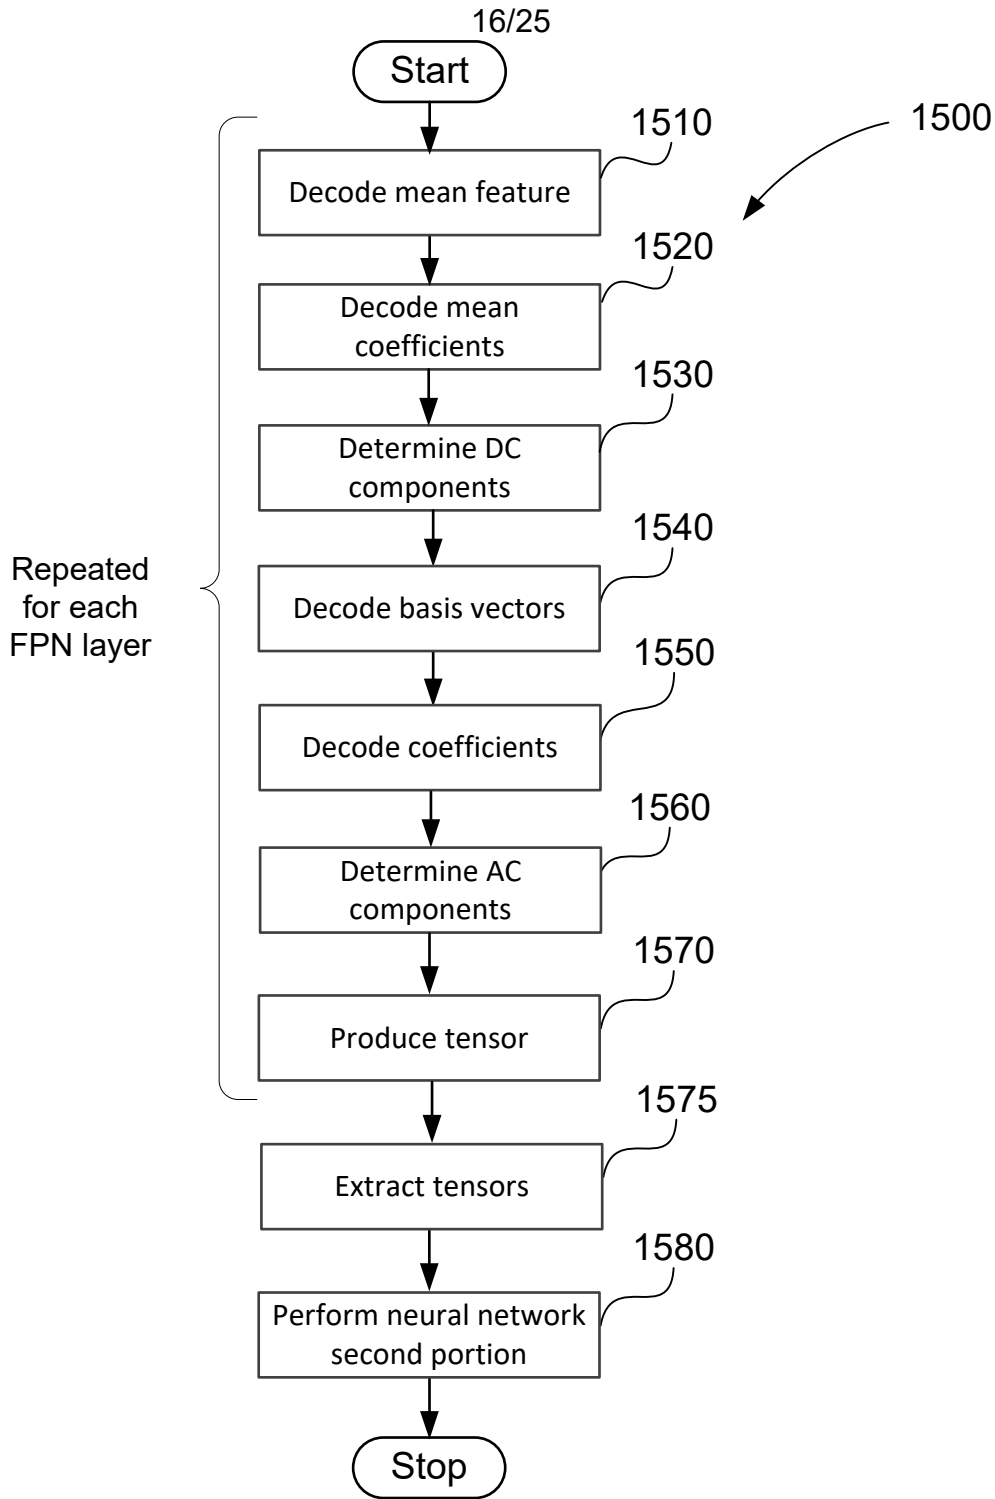 16/25
Start
1500
1510
Decode mean feature
1520
Decode mean
coefficients
1530
Determine DC
components
1540
Decode basis vectors
Repeated
for each
FPN layer
1550
Decode coefficients
1560
Determine AC
components
1570
Produce tensor
1575
Extract tensors
1580
Perform neural network
second portion
Stop